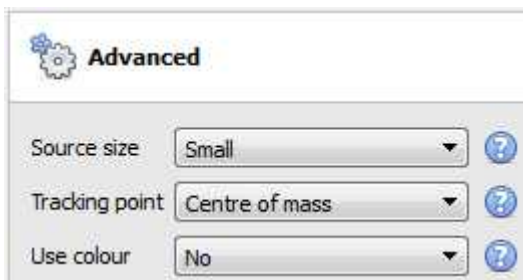 Advanced
Source size Small
Tracking point Centre of mass
Use colour No